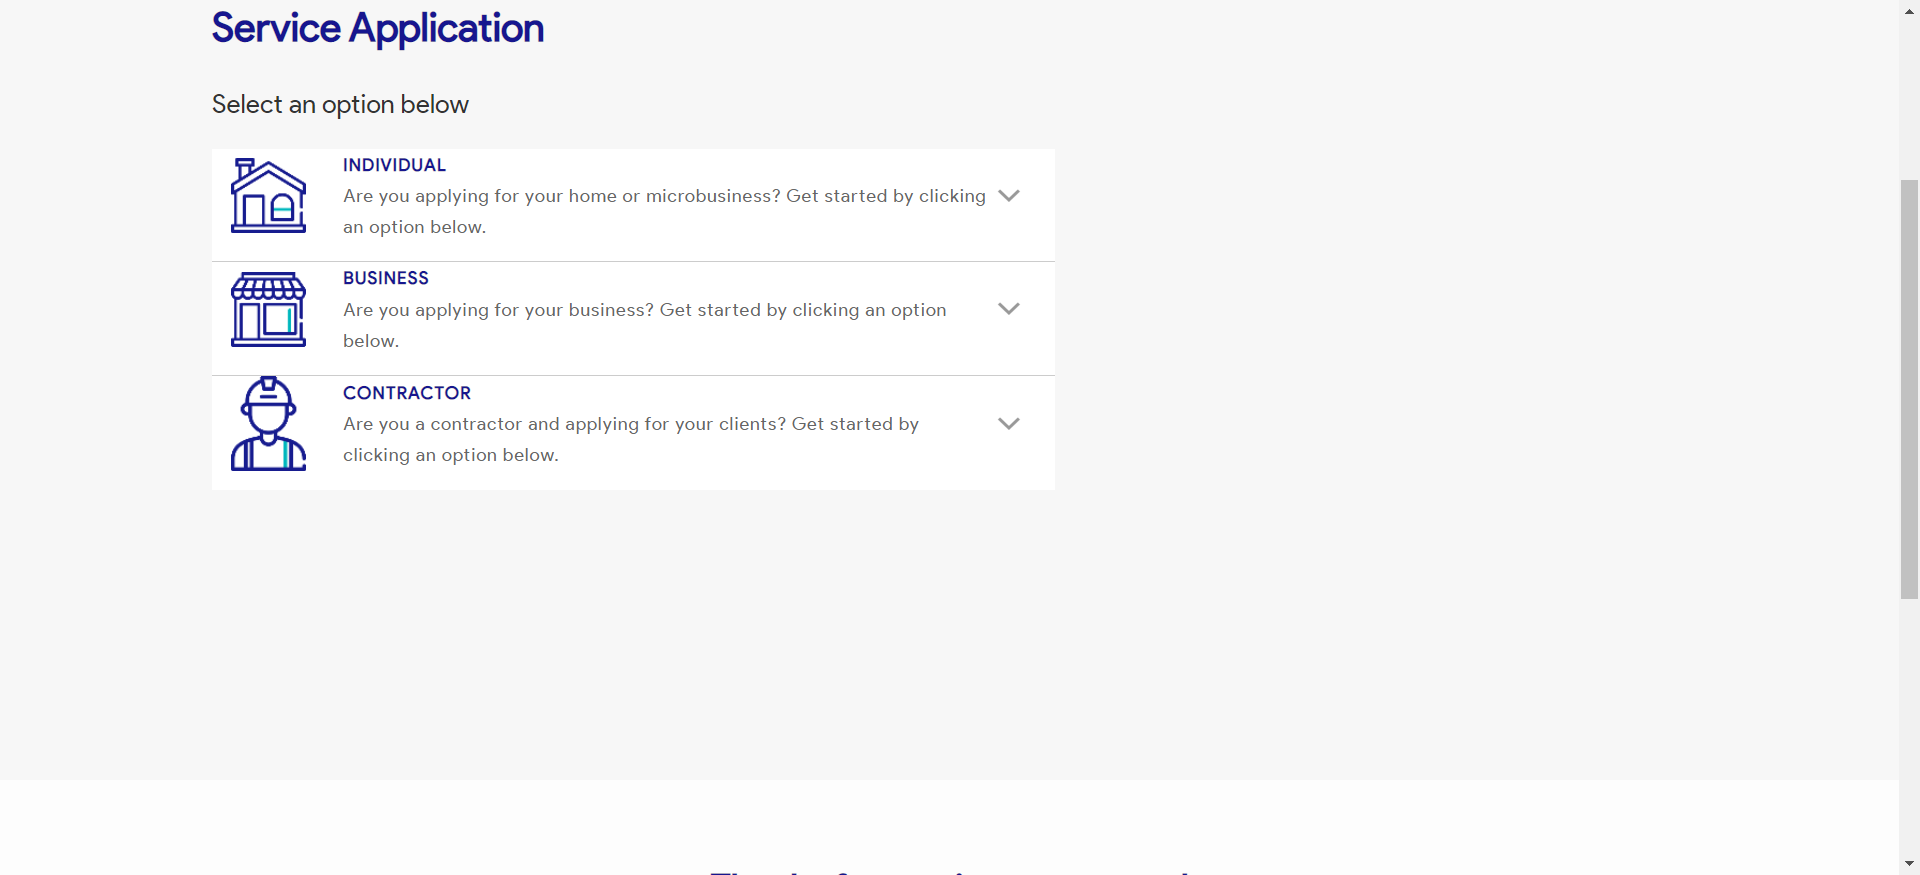 Service Application
Select an option below
INDIVIDUAL
Are you applying for your home or microbusiness? Get started by clicking
an option below.
BUSINESS
Are you applying for your business? Get started by clicking an option
below.
CONTRACTOR
Are you a contractor and applying for your clients? Get started by
clicking an option below.